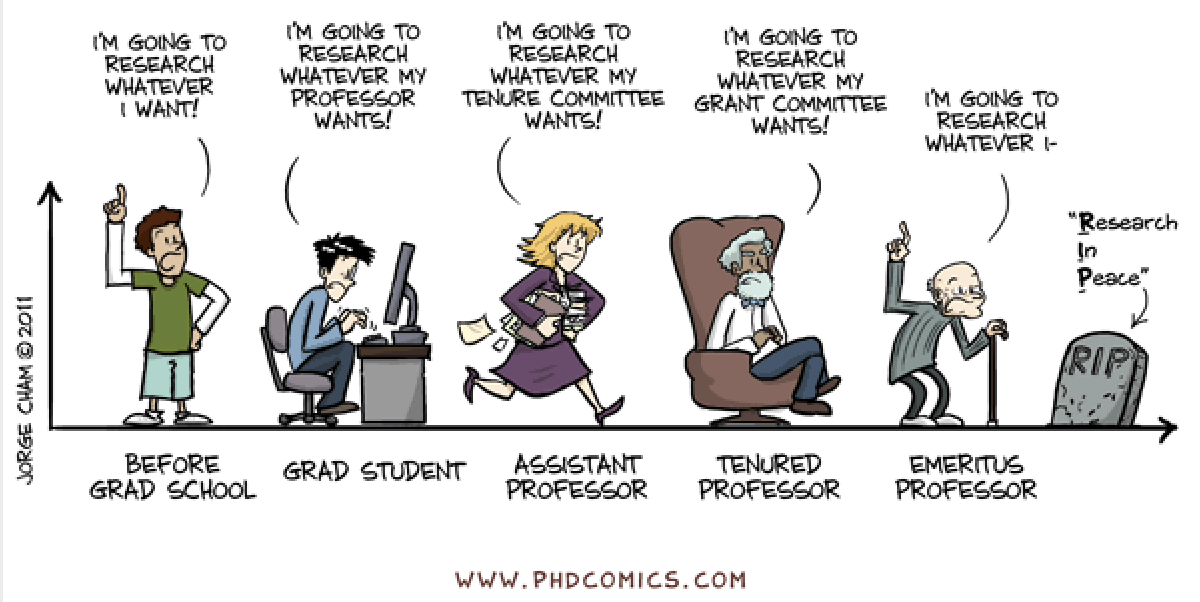 I'M GOING TO
RESEARCH
WHATEVER
I WANT!
I'M GOING TO
RESEARCH
WHATEVER MY
PROFESSOR
WANTS!
I'M GOING TO
RESEARCH
WHATEVER MY
TENURE COMMITTEE
WANTS!
I'M GOING TO
RESEARCH
WHATEVER MY
GRANT COMMITTEE
WANTS!
I'M GOING TO
RESEARCH
WHATEVER I-
"Research
In
Peace"
RIP
JORGE CHAM © 2011
BEFORE
GRAD SCHOOL
GRAD STUDENT
ASSISTANT
PROFESSOR
TENURED
PROFESSOR
EMERITUS
PROFESSOR
WWW.PHDCOMICS.COM